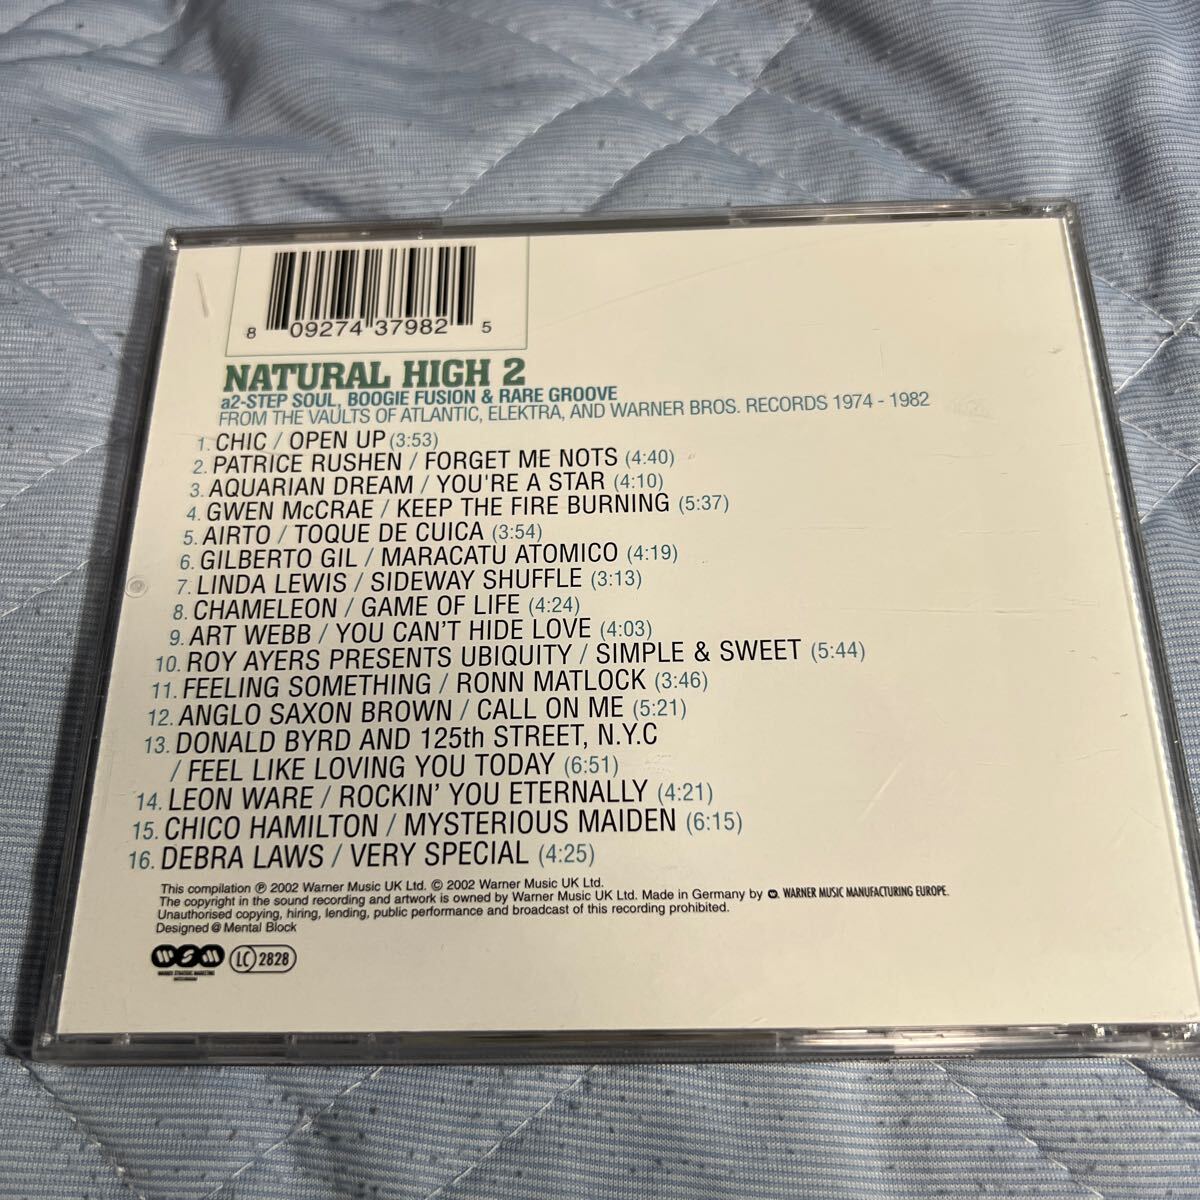 8 09274 37982 5
NATURAL HIGH 2
a2-STEP SOUL, BOOGIE FUSION & RARE GROOVE
FROM THE VAULTS OF ATLANTIC, ELEKTRA, AND WARNER BROS. RECORDS 1974 - 1982
1. CHIC / OPEN UP (3:53)
2. PATRICE RUSHEN / FORGET ME NOTS (4:40)
3. AQUARIAN DREAM / YOU'RE A STAR (4:10)
4. GWEN McCRAE / KEEP THE FIRE BURNING (5:37)
5. AIRTO / TOQUE DE CUICA (3:54)
6. GILBERTO GIL / MARACATU ATOMICO (4:19)
7. LINDA LEWIS / SIDEWAY SHUFFLE (3:13)
8. CHAMELEON / GAME OF LIFE (4:24)
9. ART WEBB / YOU CAN'T HIDE LOVE (4:03)
10. ROY AYERS PRESENTS UBIQUITY / SIMPLE & SWEET (5:44)
11. FEELING SOMETHING / RONN MATLOCK (3:46)
12. ANGLO SAXON BROWN / CALL ON ME (5:21)
13. DONALD BYRD AND 125th STREET, N.Y.C
/ FEEL LIKE LOVING YOU TODAY (6:51)
14. LEON WARE / ROCKIN' YOU ETERNALLY (4:21)
15. CHICO HAMILTON / MYSTERIOUS MAIDEN (6:15)
16. DEBRA LAWS / VERY SPECIAL (4:25)
This compilation ℗ 2002 Warner Music UK Ltd. © 2002 Warner Music UK Ltd.
The copyright in the sound recording and artwork is owned by Warner Music UK Ltd. Made in Germany by WARNER MUSIC MANUFACTURING EUROPE.
Unauthorised copying, hiring, lending, public performance and broadcast of this recording prohibited.
Designed @ Mental Block
WSM LC 2828
WARNER STRATEGIC MARKETING